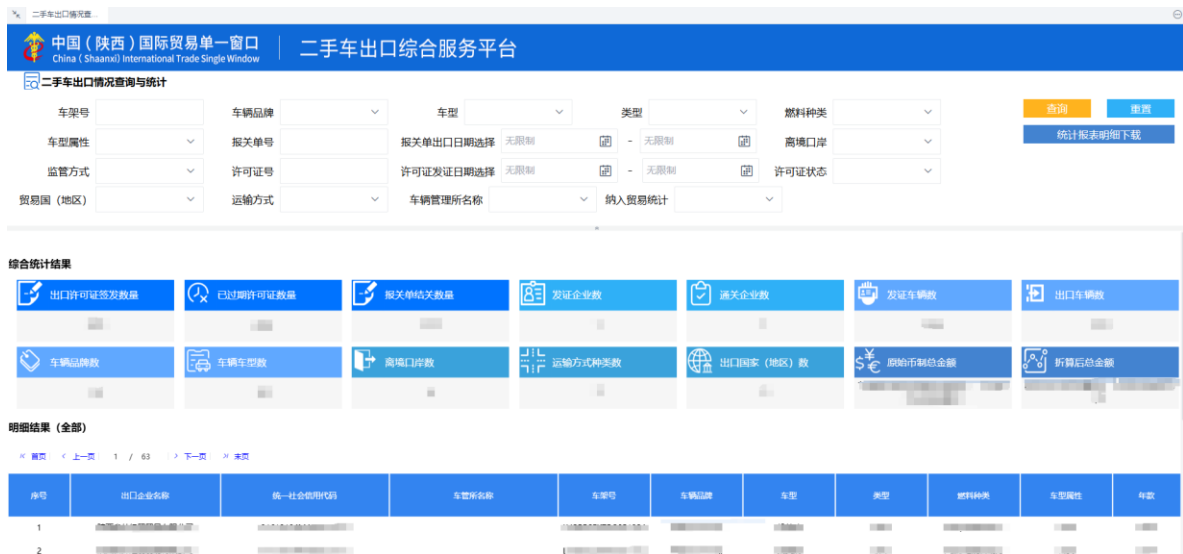 二手车出口情况查...
中国（陕西）国际贸易单一窗口
China ( Shaanxi) International Trade Single Window
二手车出口综合服务平台
二手车出口情况查询与统计
车架号 车辆品牌 车型 类型 燃料种类 查询 重置
车型属性 报关单号 报关单出口日期选择 无限制 - 无限制 离境口岸 统计报表明细下载
监管方式 许可证号 许可证发证日期选择 无限制 - 无限制 许可证状态
贸易国（地区） 运输方式 车辆管理所名称 纳入贸易统计
综合统计结果
出口许可证签发数量 已过期许可证数量 报关单结关数量 发证企业数 通关企业数 发证车辆数 出口车辆数
车辆品牌数 车辆车型数 离境口岸数 运输方式种类数 出口国家（地区）数 原始币制总金额 折算后总金额
明细结果（全部）
« 首页 < 上一页 1 / 63 > 下一页 » 末页
序号 出口企业名称 统一社会信用代码 车管所名称 车架号 车辆品牌 车型 类型 燃料种类 车型属性 年款
1
2